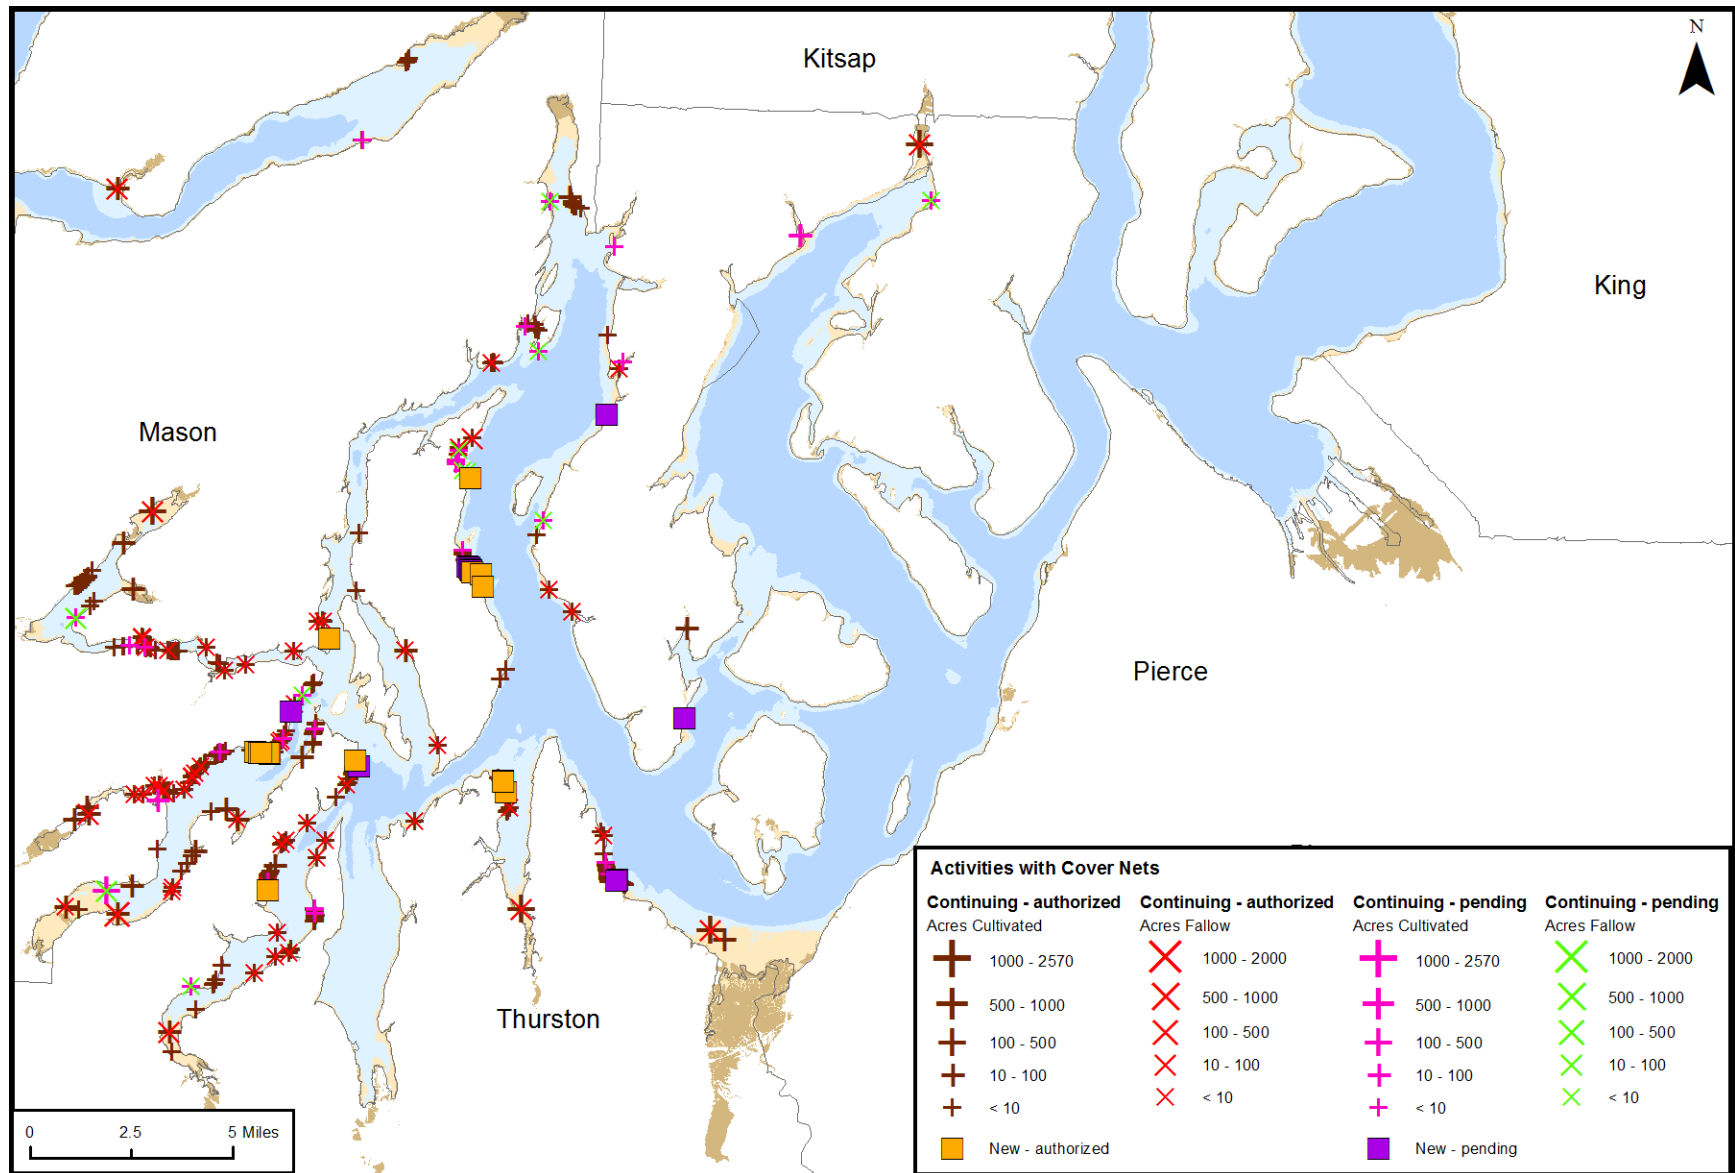 Kitsap
N
King
Mason
Pierce
Thurston
0 2.5 5 Miles
Activities with Cover Nets
Continuing - authorized Continuing - authorized Continuing - pending Continuing - pending
Acres Cultivated Acres Fallow Acres Cultivated Acres Fallow
1000 - 2570 1000 - 2000 1000 - 2570 1000 - 2000
500 - 1000 500 - 1000 500 - 1000 500 - 1000
100 - 500 100 - 500 100 - 500 100 - 500
10 - 100 10 - 100 10 - 100 10 - 100
< 10 < 10 < 10 < 10
New - authorized New - pending